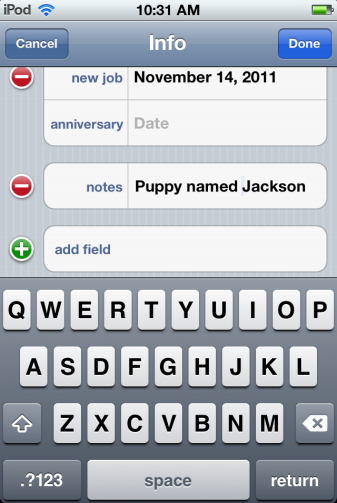 iPod 10:31 AM
Cancel Info Done
new job November 14, 2011
anniversary Date
notes Puppy named Jackson
add field
Q W E R T Y U I O P
A S D F G H J K L
Z X C V B N M
.?123 space return